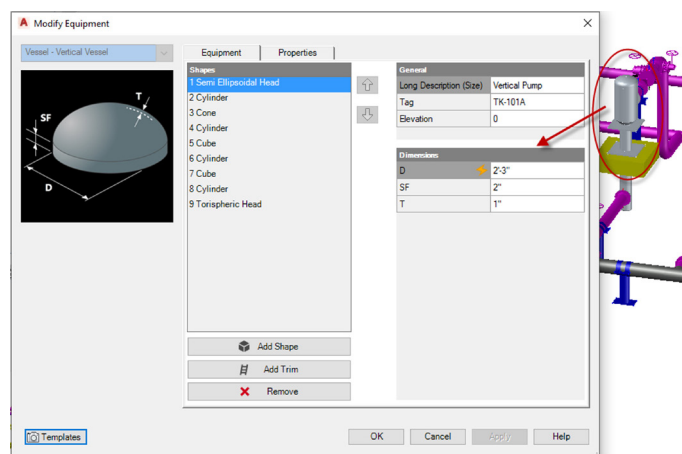 Modify Equipment
Vessel - Vertical Vessel
Equipment
Properties
Shapes
1 Semi Ellipsoidal Head
2 Cylinder
3 Cone
4 Cylinder
5 Cube
6 Cylinder
7 Cube
8 Cylinder
9 Torispheric Head
General
Long Description (Size) Vertical Pump
Tag TK-101A
Elevation 0
Dimensions
D 2'-3"
SF 2"
T 1"
T
SF
D
Add Shape
Add Trim
Remove
Templates
OK
Cancel
Apply
Help